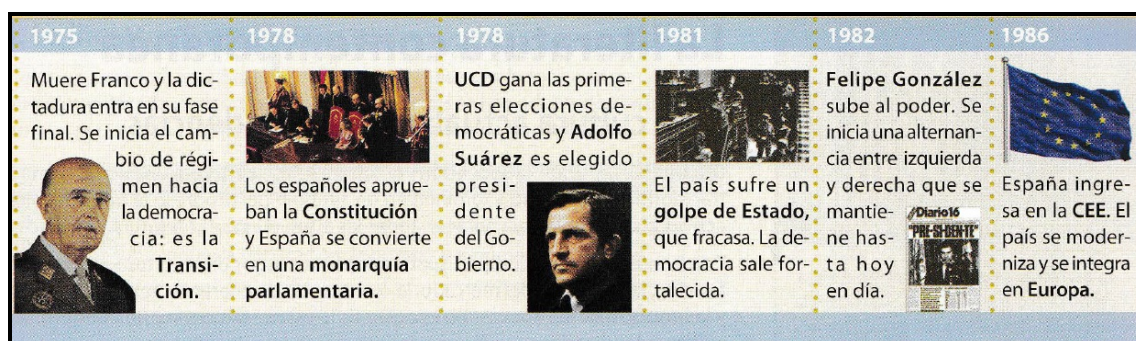 1975
Muere Franco y la dic-
tadura entra en su fase
final. Se inicia el cam-
bio de régi-
men hacia
la democra-
cia: es la
Transi-
ción.
1978
Los españoles aprue-
ban la Constitución
y España se convierte
en una monarquía
parlamentaria.
1978
UCD gana las prime-
ras elecciones de-
mocráticas y Adolfo
Suárez es elegido
presi-
dente
del Go-
bierno.
1981
El país sufre un
golpe de Estado,
que fracasa. La de-
mocracia sale for-
talecida.
1982
Felipe González
sube al poder. Se
inicia una alternan-
cia entre izquierda
y derecha que se
mantie-
ne has-
ta hoy
en día.
Diario16
"PRE-SI-DEN-TE"
1986
España ingre-
sa en la CEE. El
país se moder-
niza y se integra
en Europa.